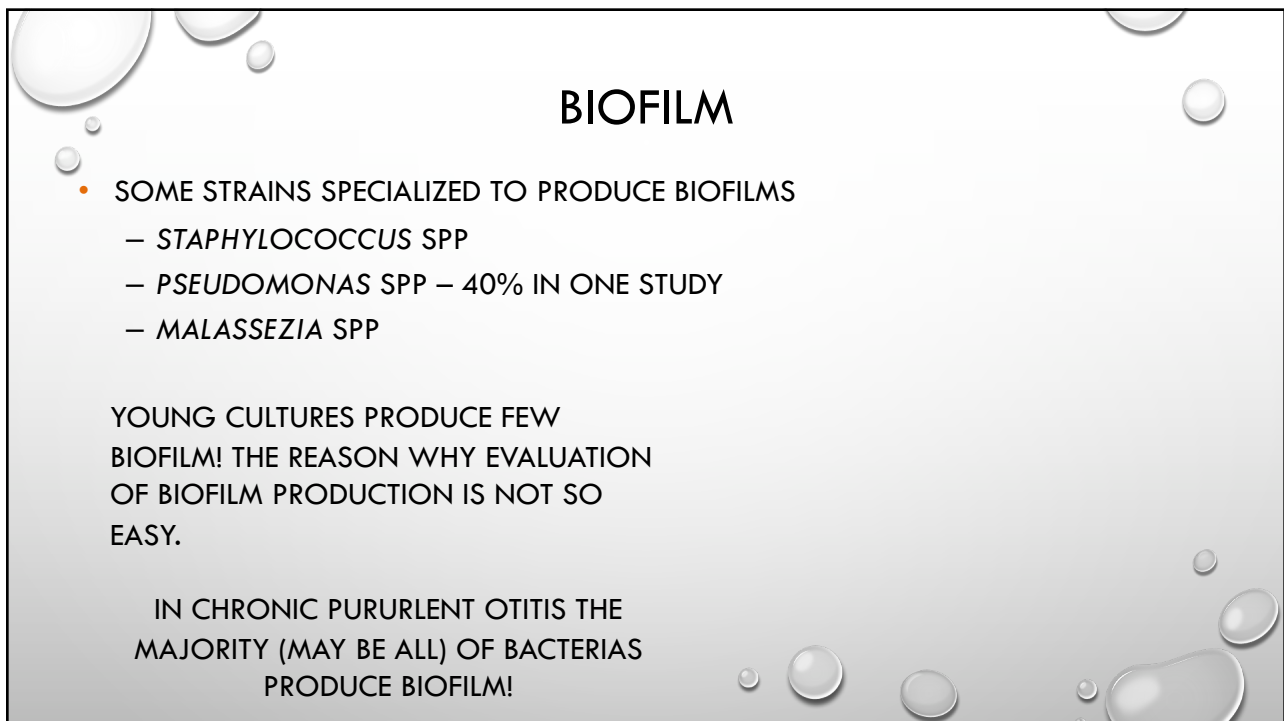 BIOFILM
• SOME STRAINS SPECIALIZED TO PRODUCE BIOFILMS
– STAPHYLOCOCCUS SPP
– PSEUDOMONAS SPP – 40% IN ONE STUDY
– MALASSEZIA SPP
YOUNG CULTURES PRODUCE FEW
BIOFILM! THE REASON WHY EVALUATION
OF BIOFILM PRODUCTION IS NOT SO
EASY.
IN CHRONIC PURURLENT OTITIS THE
MAJORITY (MAY BE ALL) OF BACTERIAS
PRODUCE BIOFILM!